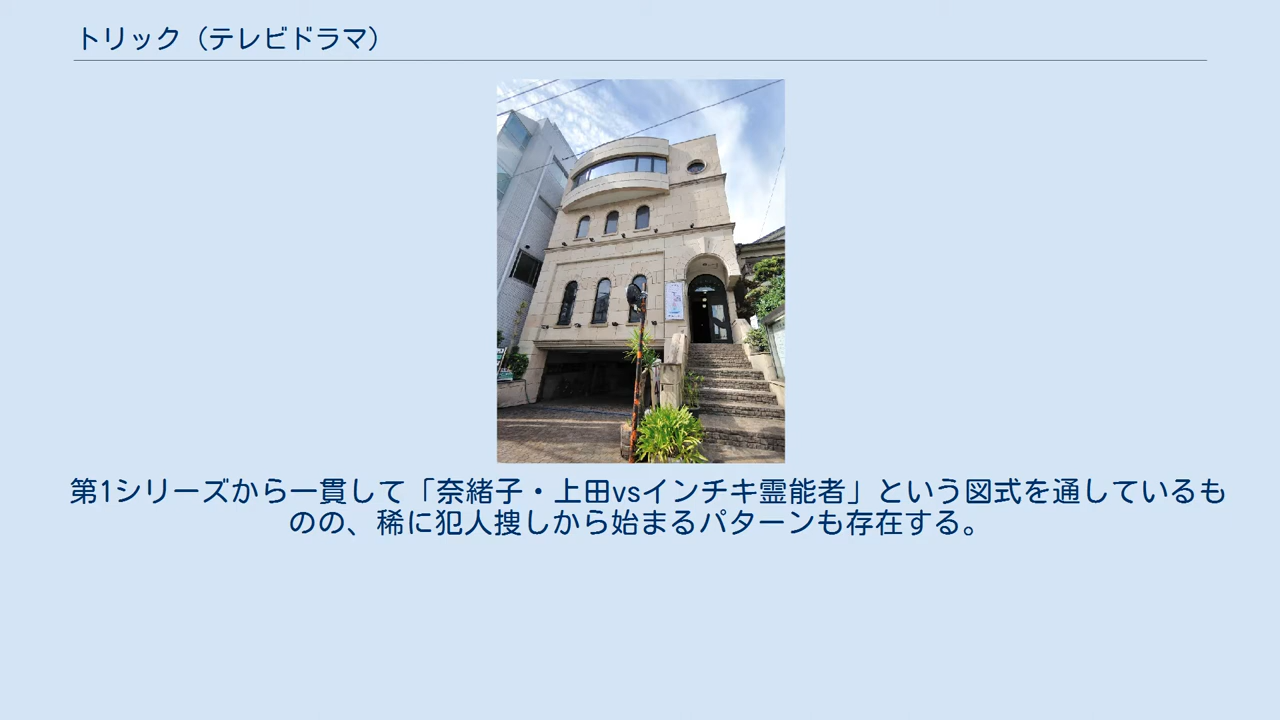 トリック（テレビドラマ）
第1シリーズから一貫して「奈緒子・上田vsインチキ霊能者」という図式を通しているも
のの、稀に犯人捜しから始まるパターンも存在する。